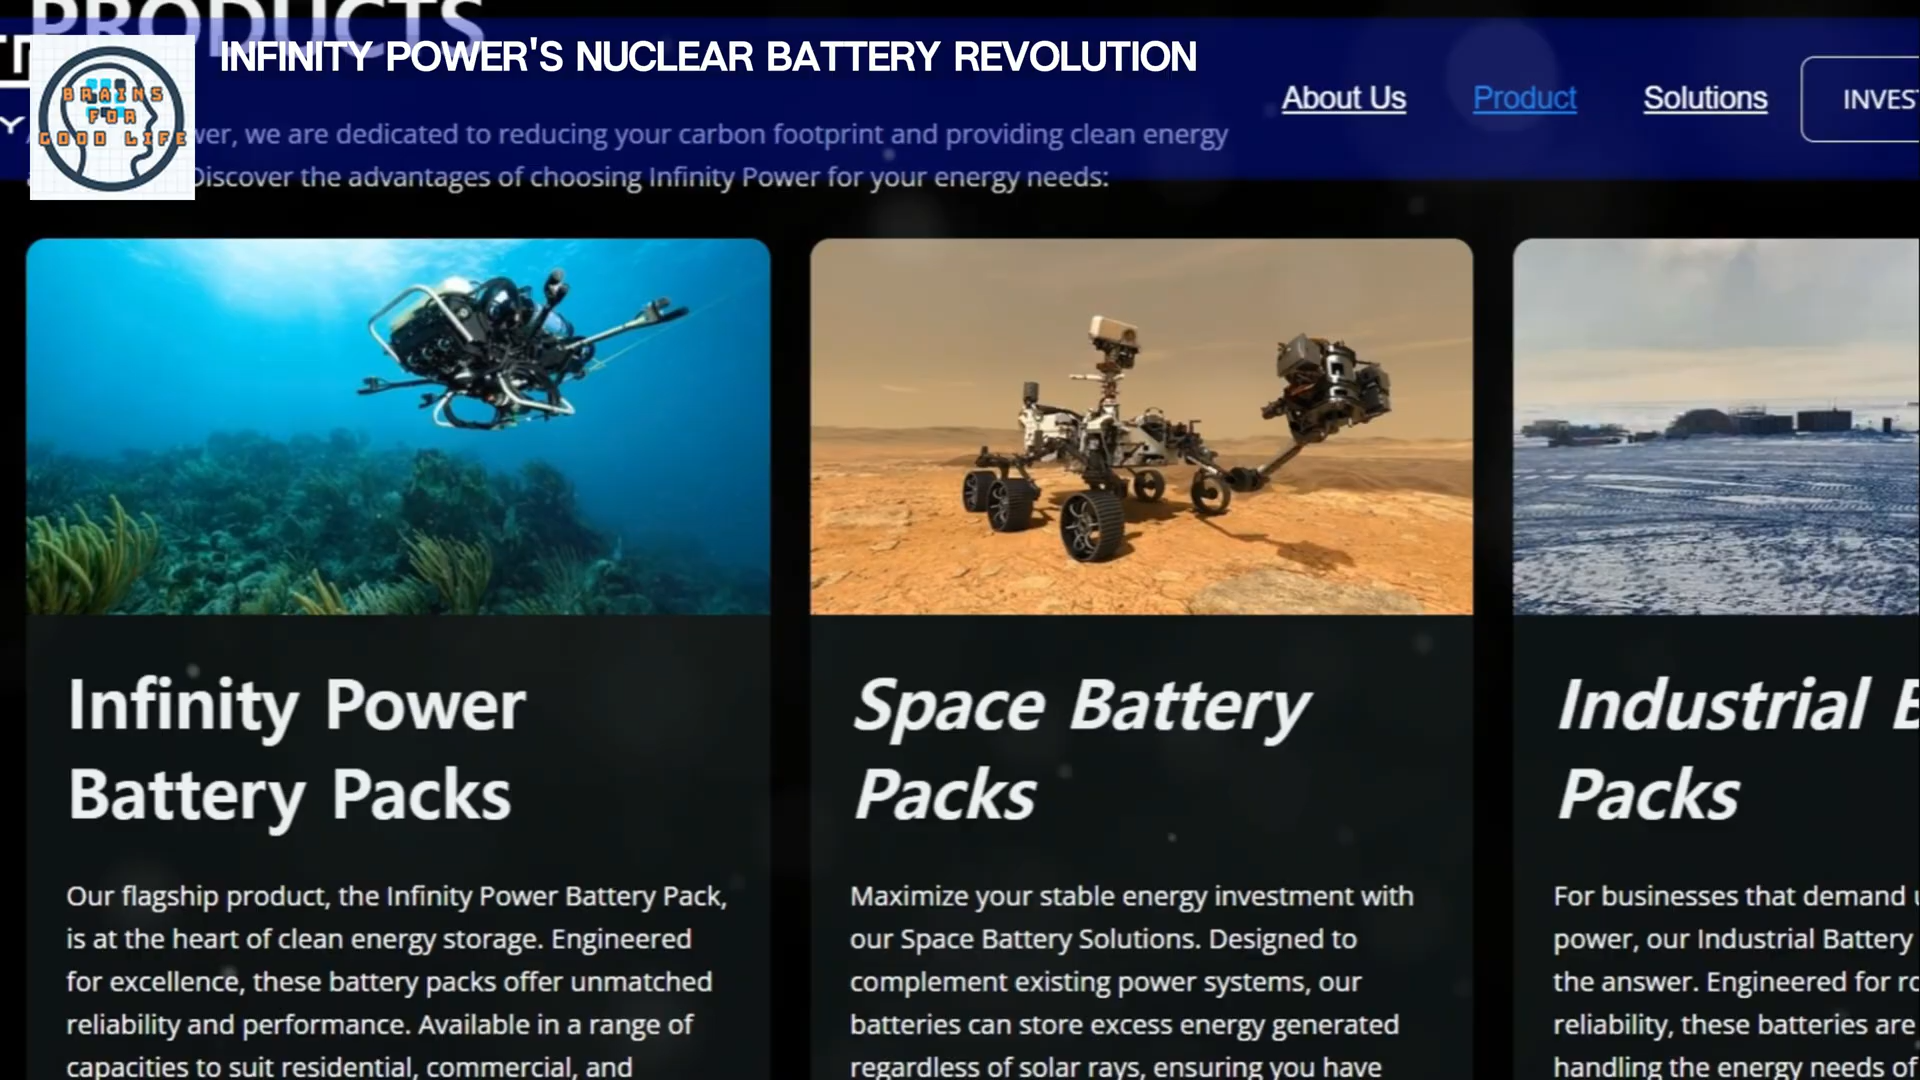 PRODUCTS
INFINITY POWER'S NUCLEAR BATTERY REVOLUTION
BRAINS
FOR
GOOD LIFE
About Us
Product
Solutions
we are dedicated to reducing your carbon footprint and providing clean energy
Discover the advantages of choosing Infinity Power for your energy needs:
Infinity Power
Battery Packs
Our flagship product, the Infinity Power Battery Pack,
is at the heart of clean energy storage. Engineered
for excellence, these battery packs offer unmatched
reliability and performance. Available in a range of
capacities to suit residential, commercial, and
Space Battery
Packs
Maximize your stable energy investment with
our Space Battery Solutions. Designed to
complement existing power systems, our
batteries can store excess energy generated
regardless of solar rays, ensuring you have
Industrial
Packs
For businesses that demand
power, our Industrial Battery
the answer. Engineered for
reliability, these batteries are
handling the energy needs of